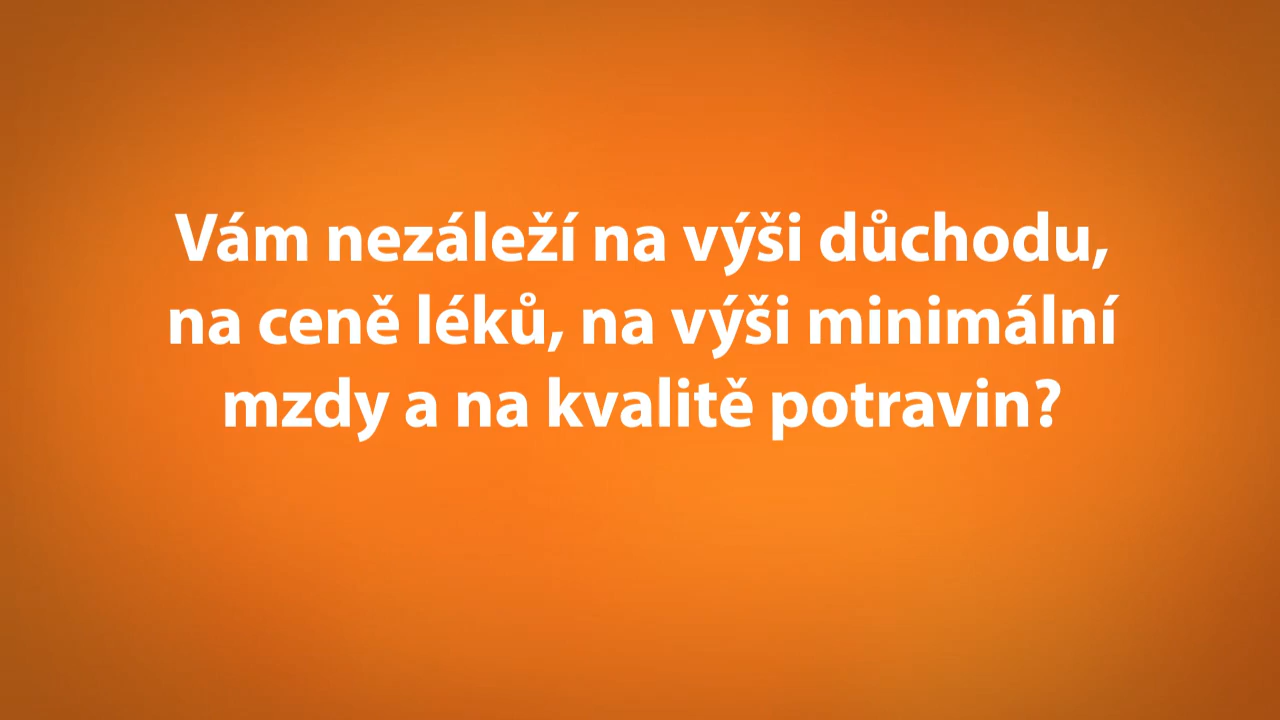 Vám nezáleží na výši důchodu,
na ceně léků, na výši minimální
mzdy a na kvalitě potravin?